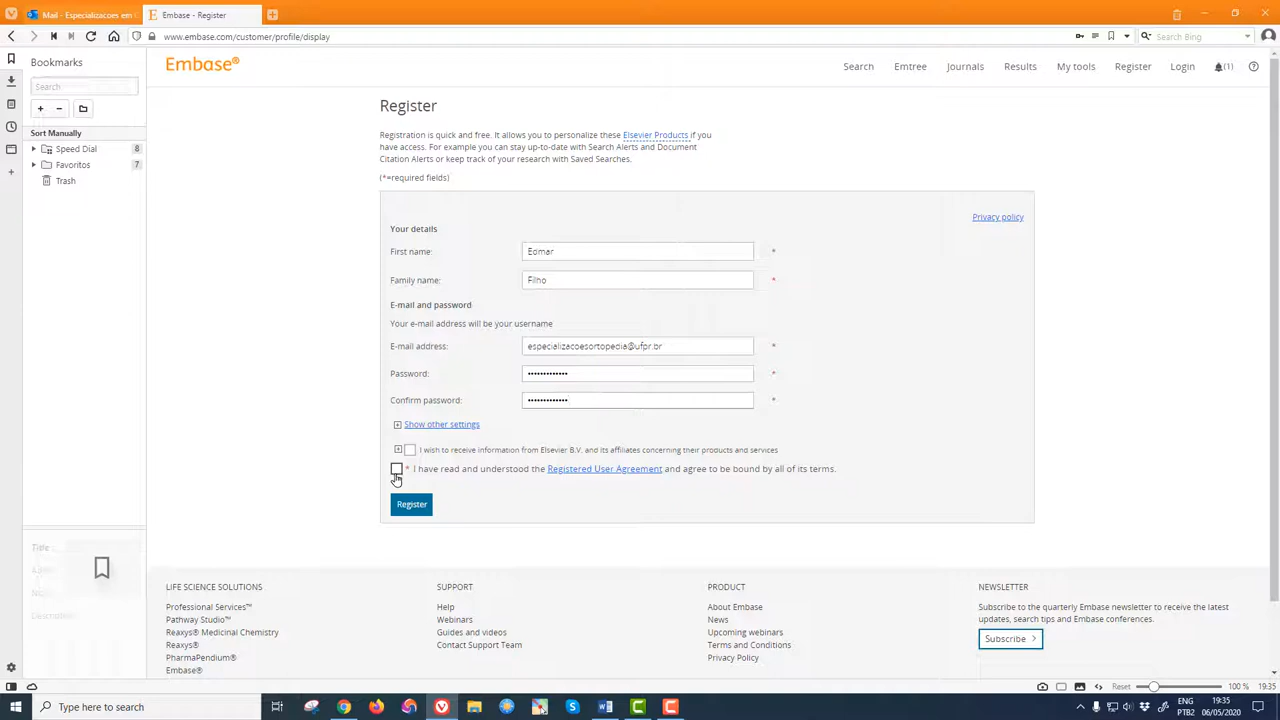 Mail - Especializacoes em
Embase - Register
www.embase.com/customer/profile/display
Search Bing
Bookmarks
Search
Sort Manually
Speed Dial 8
Favoritos 7
Trash
Embase®
Search Emtree Journals Results My tools Register Login (1)
Register
Registration is quick and free. It allows you to personalize these Elsevier Products if you
have access. For example you can stay up-to-date with Search Alerts and Document
Citation Alerts or keep track of your research with Saved Searches.
(*=required fields)
Privacy policy
Your details
First name: Edmar *
Family name: Filho *
E-mail and password
Your e-mail address will be your username
E-mail address: especializacoesortopedia@ufpr.br *
Password: ••••••••••••• *
Confirm password: ••••••••••••• *
Show other settings
I wish to receive information from Elsevier B.V. and its affiliates concerning their products and services
* I have read and understood the Registered User Agreement and agree to be bound by all of its terms.
Register
Title
LIFE SCIENCE SOLUTIONS
Professional Services™
Pathway Studio™
Reaxys® Medicinal Chemistry
Reaxys®
PharmaPendium®
Embase®
SUPPORT
Help
Webinars
Guides and videos
Contact Support Team
PRODUCT
About Embase
News
Upcoming webinars
Terms and Conditions
Privacy Policy
NEWSLETTER
Subscribe to the quarterly Embase newsletter to receive the latest
updates, search tips and Embase conferences.
Subscribe >
Reset 100 % 19:35
Type here to search
ENG
PTB2
19:35
06/05/2020